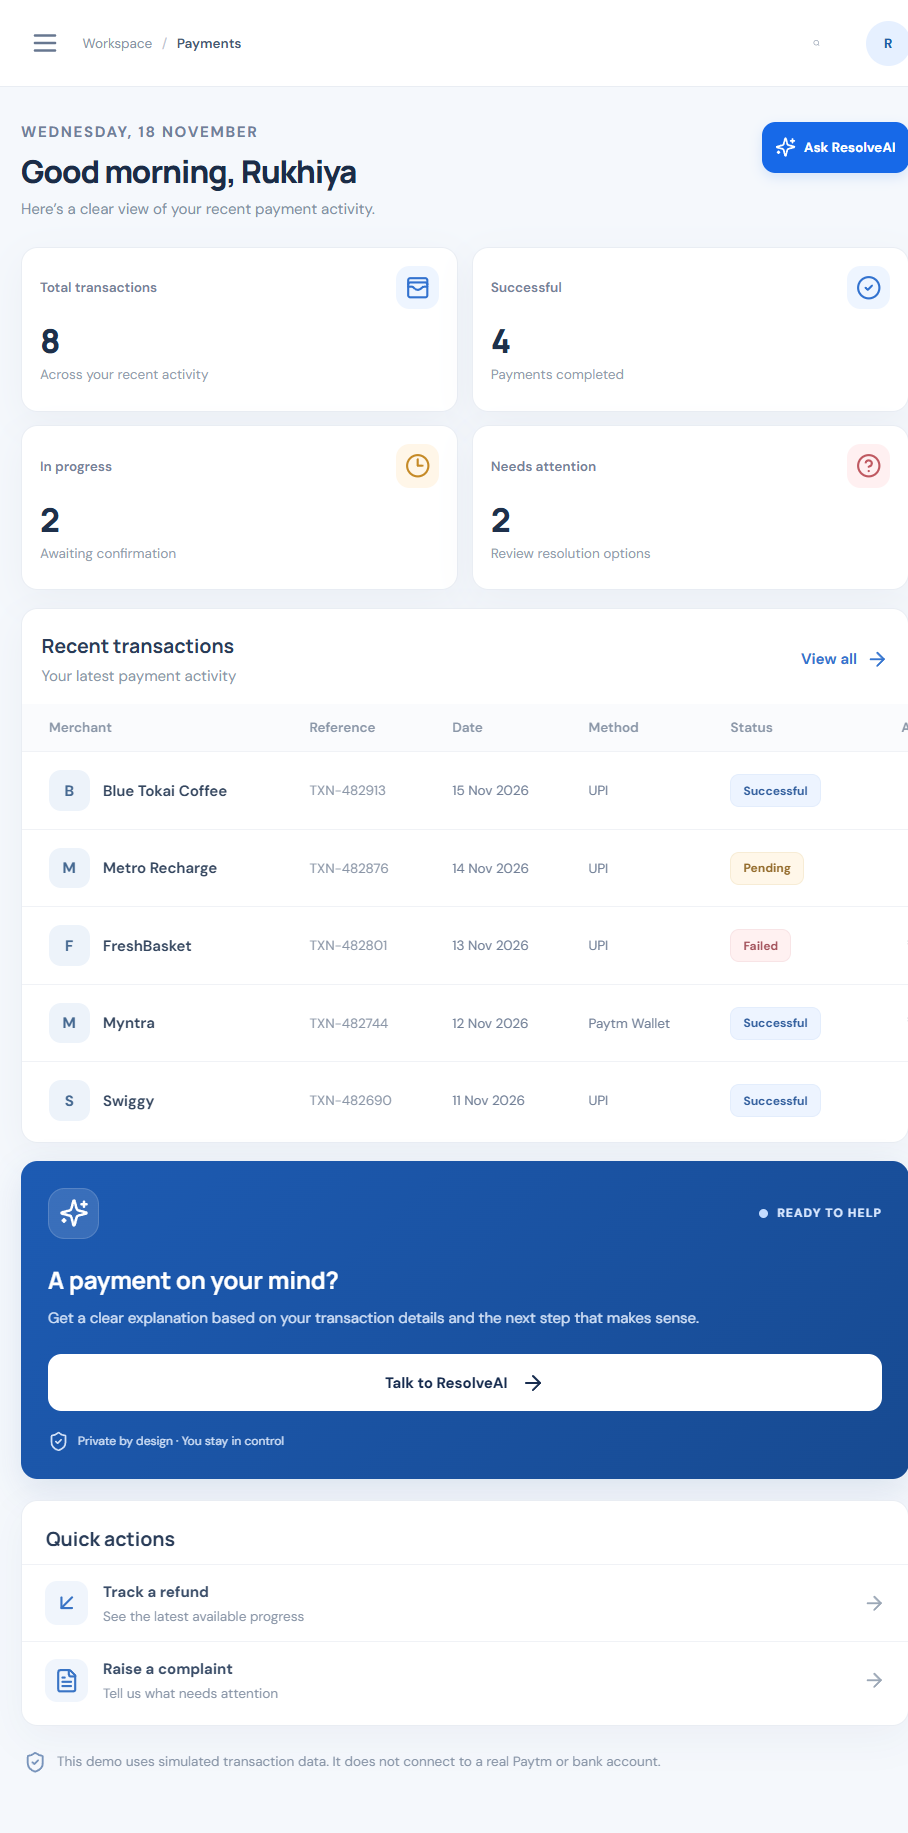 Workspace / Payments
R
WEDNESDAY, 18 NOVEMBER
Good morning, Rukhiya
Here's a clear view of your recent payment activity.
Ask ResolveAI
Total transactions
8
Across your recent activity
Successful
4
Payments completed
In progress
2
Awaiting confirmation
Needs attention
2
Review resolution options
Recent transactions
Your latest payment activity
View all
Merchant Reference Date Method Status
B Blue Tokai Coffee TXN-482913 15 Nov 2026 UPI Successful
M Metro Recharge TXN-482876 14 Nov 2026 UPI Pending
F FreshBasket TXN-482801 13 Nov 2026 UPI Failed
M Myntra TXN-482744 12 Nov 2026 Paytm Wallet Successful
S Swiggy TXN-482690 11 Nov 2026 UPI Successful
READY TO HELP
A payment on your mind?
Get a clear explanation based on your transaction details and the next step that makes sense.
Talk to ResolveAI
Private by design · You stay in control
Quick actions
Track a refund
See the latest available progress
Raise a complaint
Tell us what needs attention
This demo uses simulated transaction data. It does not connect to a real Paytm or bank account.